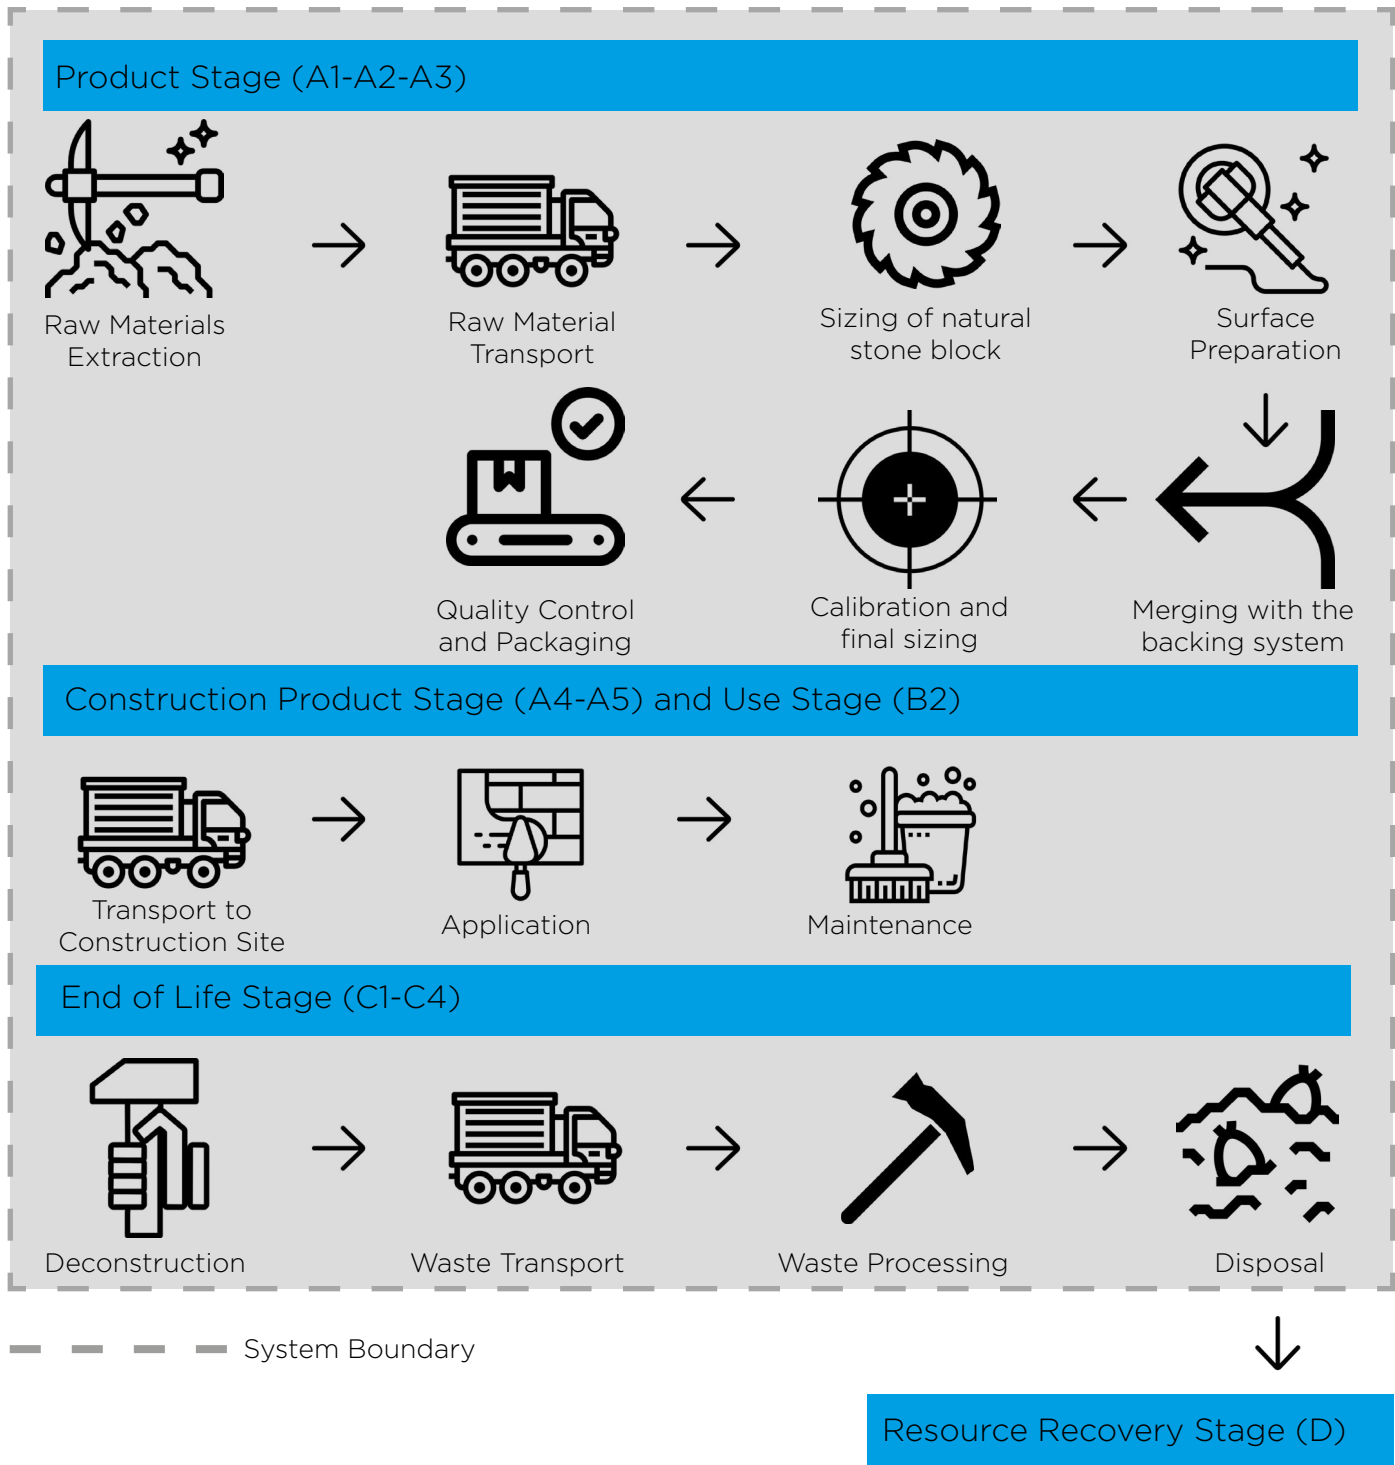 Product Stage (A1-A2-A3)
Raw Materials
Extraction
Raw Material
Transport
Sizing of natural
stone block
Surface
Preparation
Quality Control
and Packaging
Calibration and
final sizing
Merging with the
backing system
Construction Product Stage (A4-A5) and Use Stage (B2)
Transport to
Construction Site
Application
Maintenance
End of Life Stage (C1-C4)
Deconstruction
Waste Transport
Waste Processing
Disposal
System Boundary
Resource Recovery Stage (D)